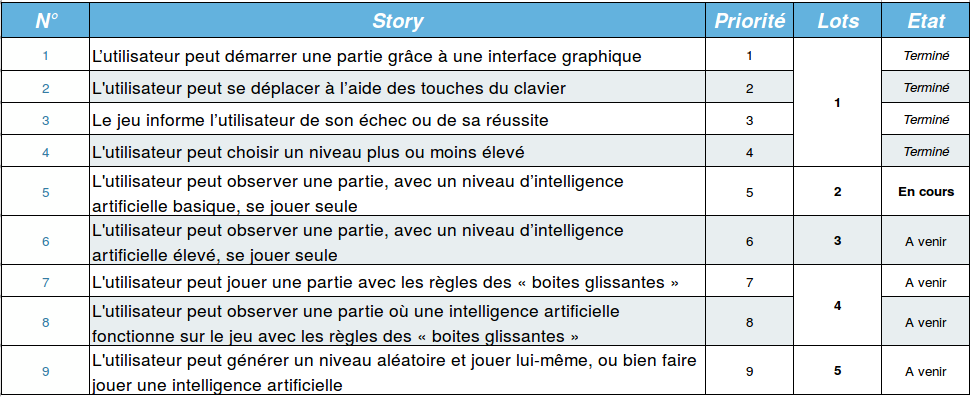 N° Story Priorité Lots Etat
1 L'utilisateur peut démarrer une partie grâce à une interface graphique 1 Terminé
2 L'utilisateur peut se déplacer à l'aide des touches du clavier 2 Terminé
1
3 Le jeu informe l'utilisateur de son échec ou de sa réussite 3 Terminé
4 L'utilisateur peut choisir un niveau plus ou moins élevé 4 Terminé
5 L'utilisateur peut observer une partie, avec un niveau d'intelligence
artificielle basique, se jouer seule 5 2 En cours
6 L'utilisateur peut observer une partie, avec un niveau d'intelligence
artificielle élevé, se jouer seule 6 3 A venir
7 L'utilisateur peut jouer une partie avec les règles des « boites glissantes » 7 A venir
4
8 L'utilisateur peut observer une partie où une intelligence artificielle
fonctionne sur le jeu avec les règles des « boites glissantes » 8 A venir
9 L'utilisateur peut générer un niveau aléatoire et jouer lui-même, ou bien faire
jouer une intelligence artificielle 9 5 A venir